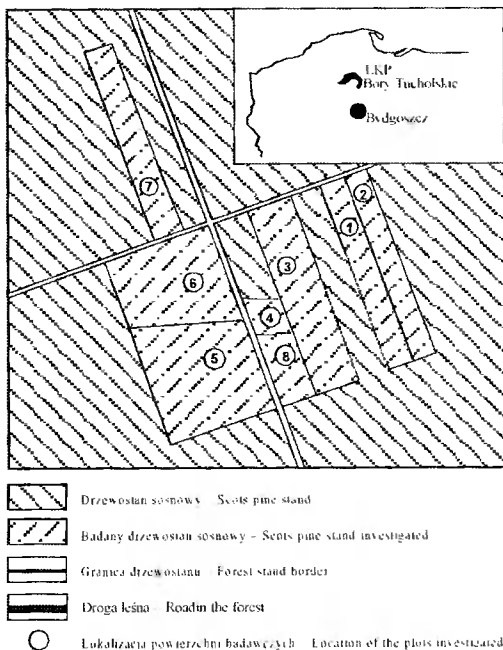 LKP
Bory Tucholskie
Bydgoszcz
7
2
1
3
6
4
5
8
Drzewostan sosnowy - Scots pine stand
Badany drzewostan sosnowy - Scots pine stand investigated
Granica drzewostanu - Forest stand border
Droga leśna - Road in the forest
Lokalizacja powierzchni badawczych - Location of the plots investigated